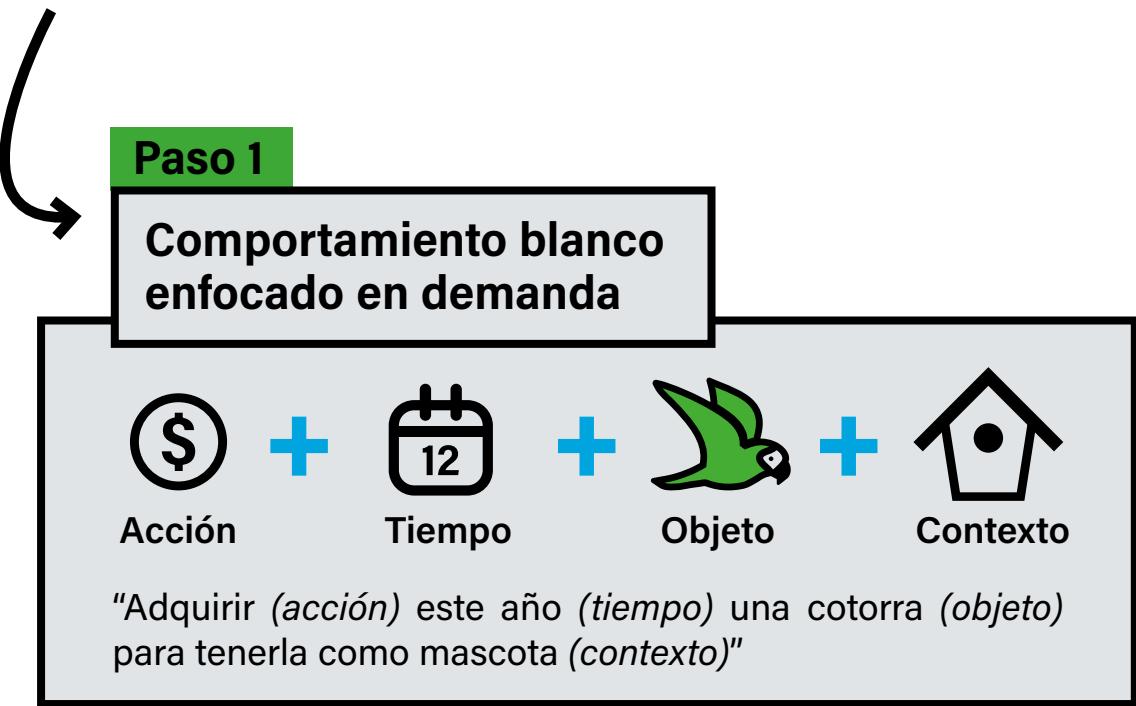 Paso 1
Comportamiento blanco
enfocado en demanda
$
12
Acción
Tiempo
Objeto
Contexto
“Adquirir (acción) este año (tiempo) una cotorra (objeto)
para tenerla como mascota (contexto)”